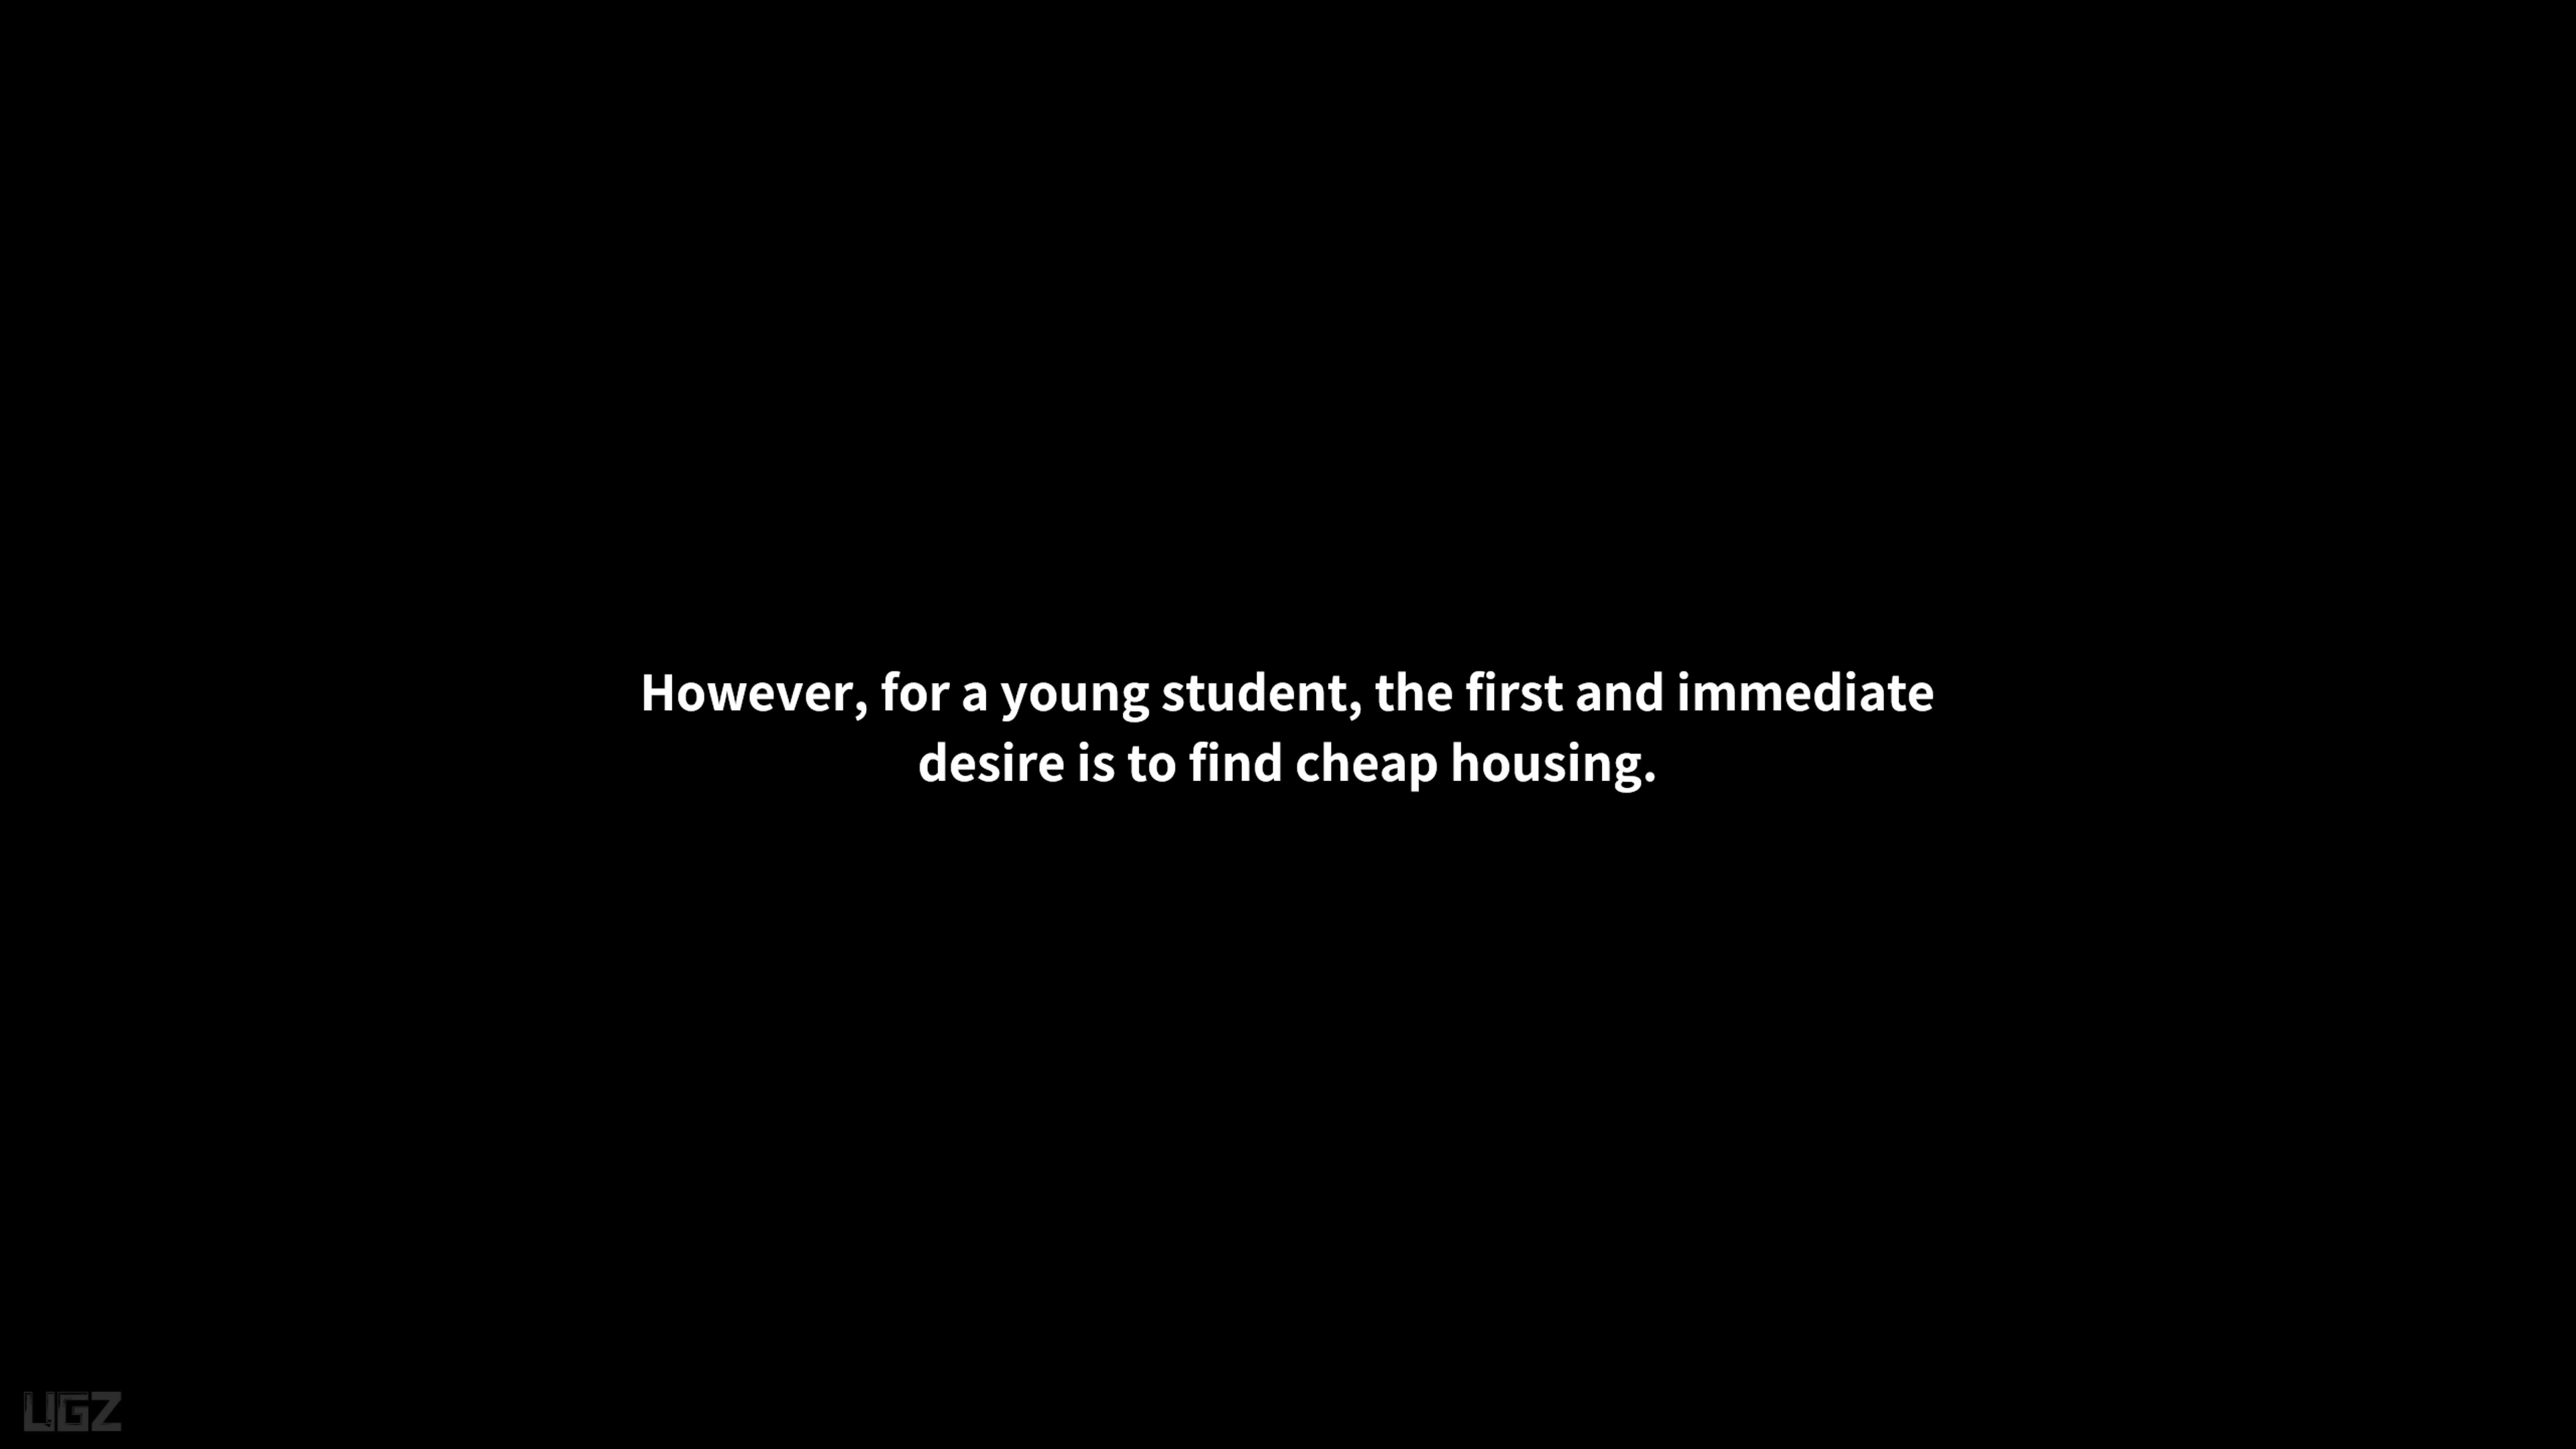 However, for a young student, the first and immediate
desire is to find cheap housing.
UGZ